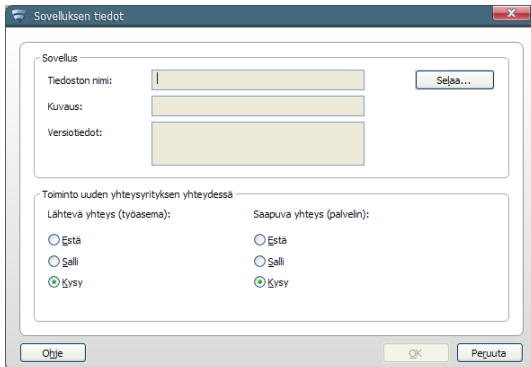 Sovelluksen tiedot
Sovellus
Tiedoston nimi:
Selaa...
Kuvaus:
Versiotiedot:
Toiminto uuden yhteysyrityksen yhteydessä
Lähtevä yhteys (työasema): Saapuva yhteys (palvelin):
Estä Estä
Salli Salli
Kysy Kysy
Ohje OK Peruuta